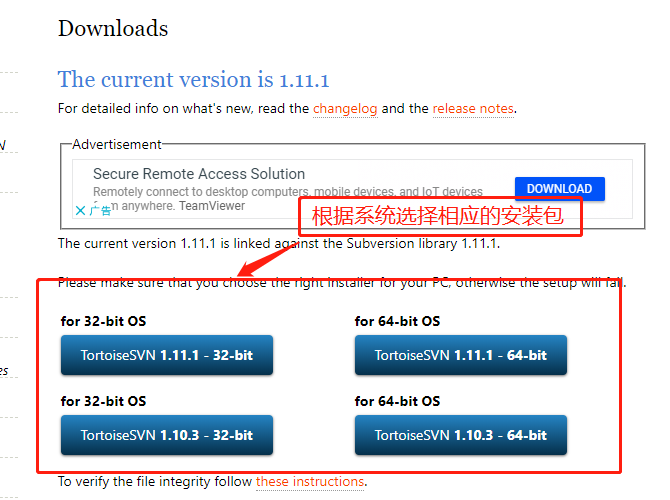 Downloads
The current version is 1.11.1
For detailed info on what's new, read the changelog and the release notes.
N
Advertisement
Secure Remote Access Solution
Remotely connect to desktop computers, mobile devices, and IoT devices
anywhere. TeamViewer
DOWNLOAD
广告
根据系统选择相应的安装包
The current version 1.11.1 is linked against the Subversion library 1.11.1.
Please make sure that you choose the right installer for your PC, otherwise the setup will fail.
for 32-bit OS
for 64-bit OS
TortoiseSVN 1.11.1 - 32-bit
TortoiseSVN 1.11.1 - 64-bit
es
for 32-bit OS
for 64-bit OS
TortoiseSVN 1.10.3 - 32-bit
TortoiseSVN 1.10.3 - 64-bit
To verify the file integrity follow these instructions.